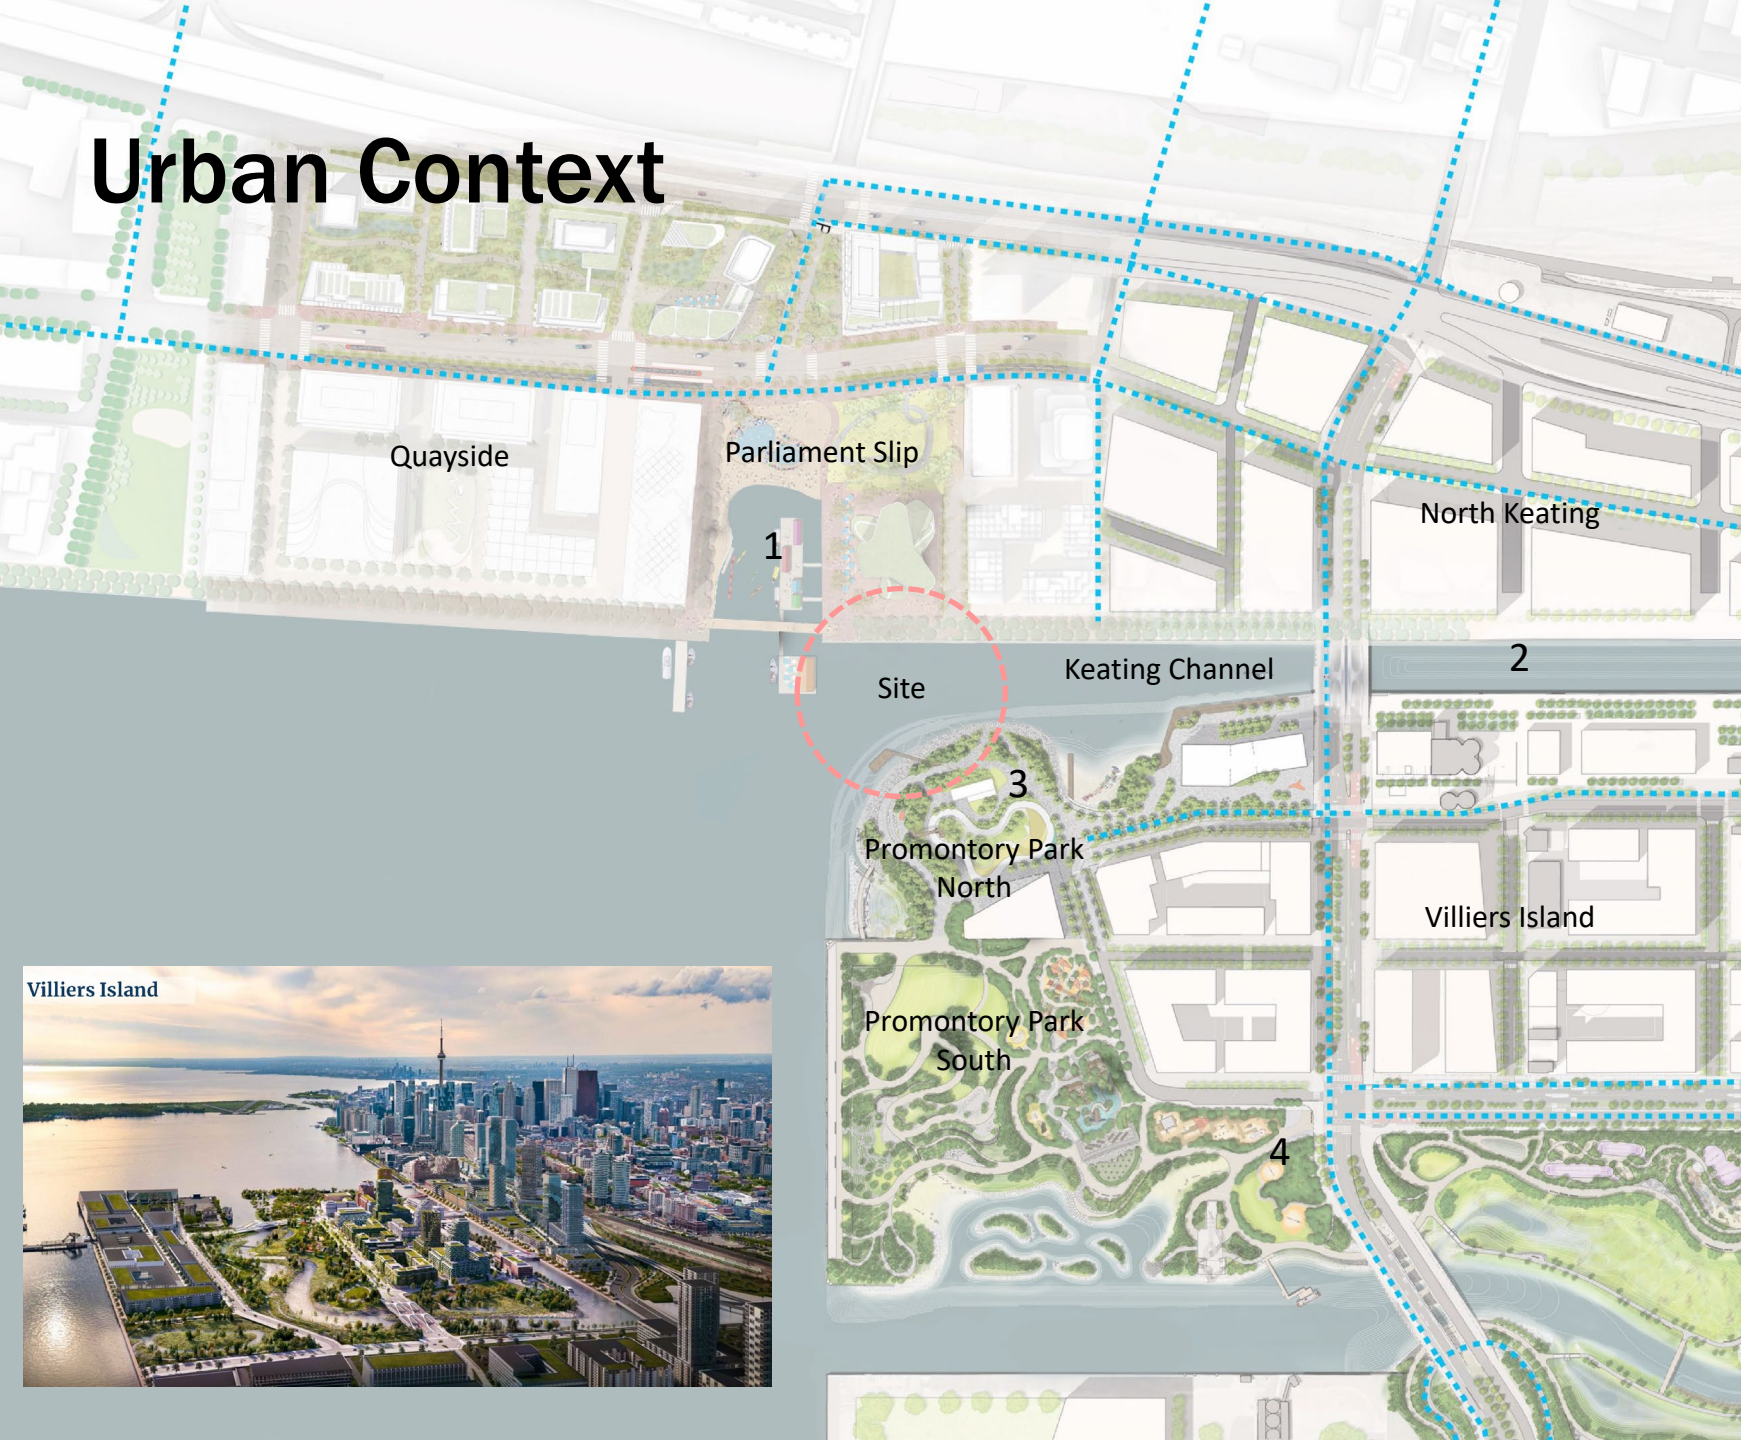 Urban Context
P
Quayside
Parliament Slip
North Keating
1
2
Keating Channel
Site
3
Promontory Park
North
Villiers Island
Villiers Island
Promontory Park
South
4